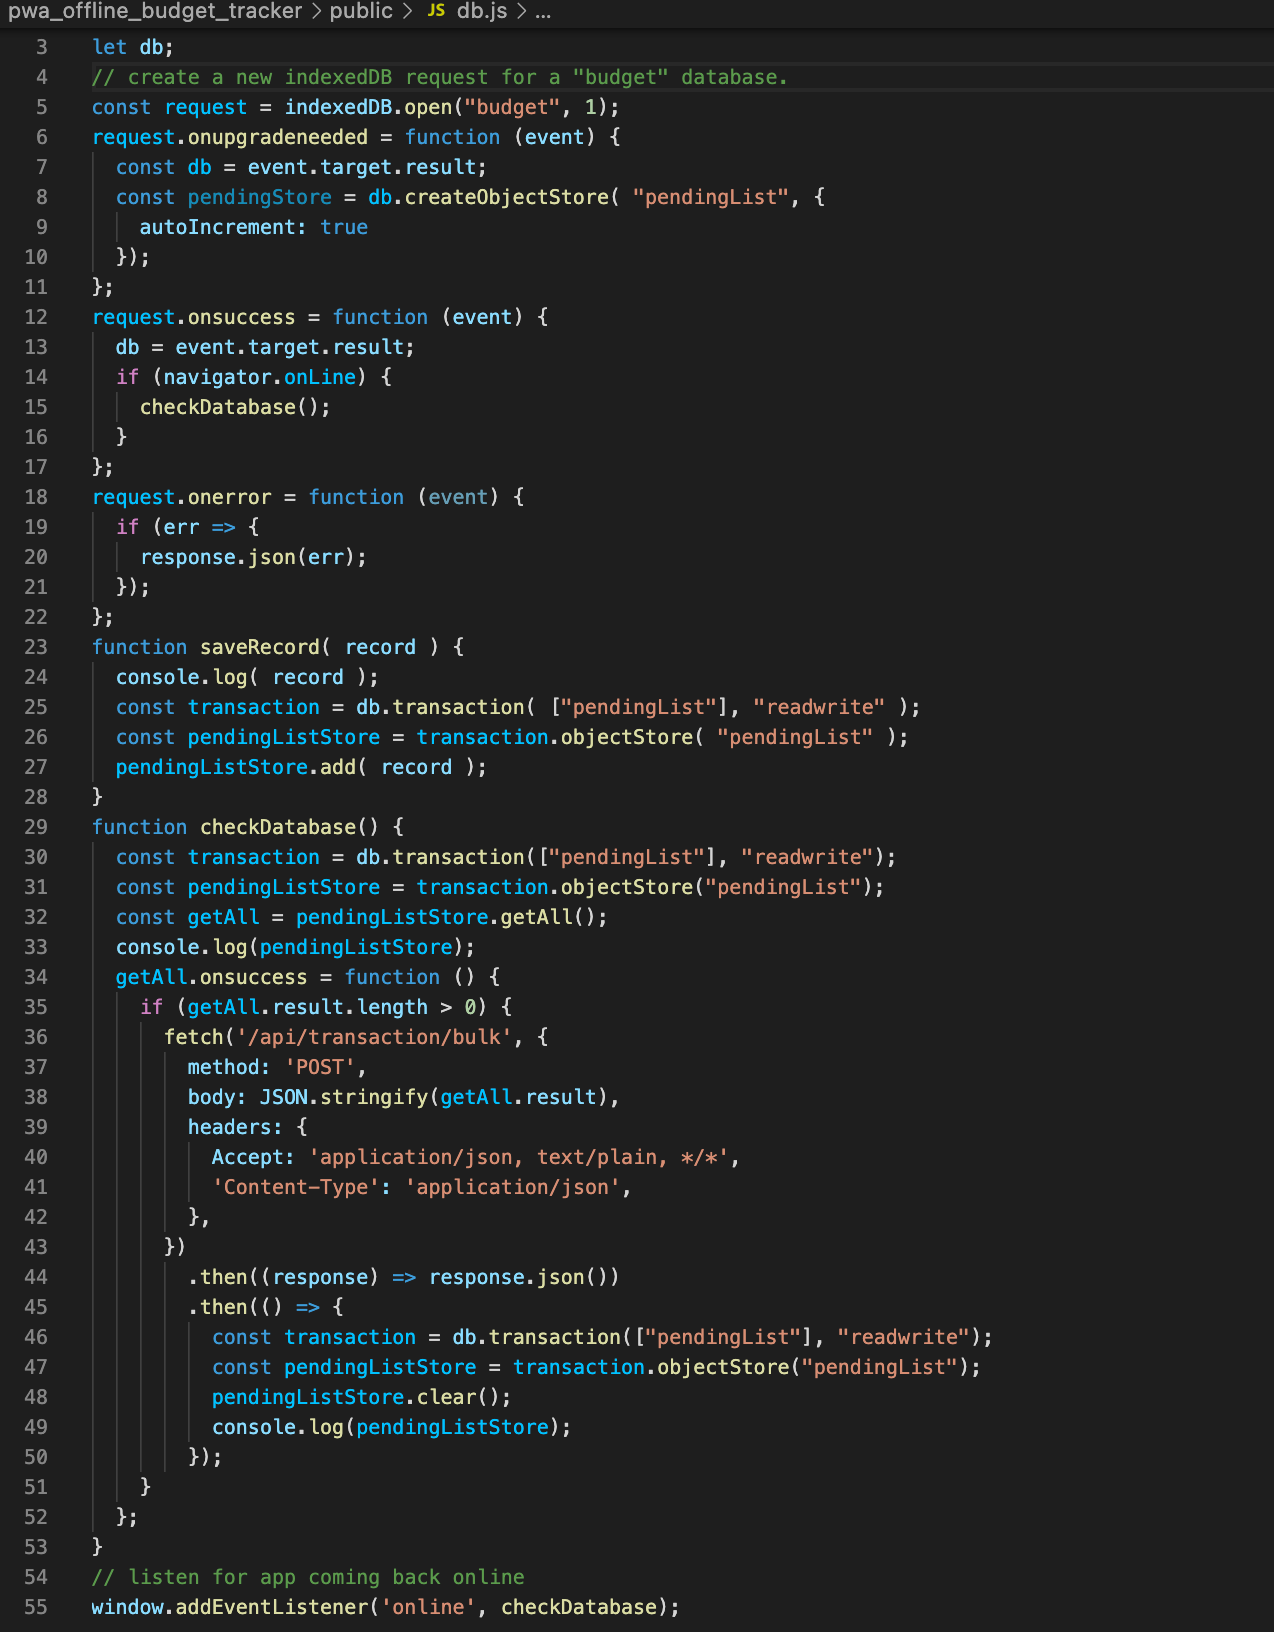 pwa_offline_budget_tracker > public > JS db.js > ...
3 let db;
4 // create a new indexedDB request for a "budget" database.
5 const request = indexedDB.open("budget", 1);
6 request.onupgradeneeded = function (event) {
7   const db = event.target.result;
8   const pendingStore = db.createObjectStore( "pendingList", {
9     autoIncrement: true
10   });
11 };
12 request.onsuccess = function (event) {
13   db = event.target.result;
14   if (navigator.onLine) {
15     checkDatabase();
16   }
17 };
18 request.onerror = function (event) {
19   if (err => {
20     response.json(err);
21   });
22 };
23 function saveRecord( record ) {
24   console.log( record );
25   const transaction = db.transaction( ["pendingList"], "readwrite" );
26   const pendingListStore = transaction.objectStore( "pendingList" );
27   pendingListStore.add( record );
28 }
29 function checkDatabase() {
30   const transaction = db.transaction(["pendingList"], "readwrite");
31   const pendingListStore = transaction.objectStore("pendingList");
32   const getAll = pendingListStore.getAll();
33   console.log(pendingListStore);
34   getAll.onsuccess = function () {
35     if (getAll.result.length > 0) {
36       fetch('/api/transaction/bulk', {
37         method: 'POST',
38         body: JSON.stringify(getAll.result),
39         headers: {
40           Accept: 'application/json, text/plain, */*',
41           'Content-Type': 'application/json',
42         },
43       })
44         .then((response) => response.json())
45         .then(() => {
46           const transaction = db.transaction(["pendingList"], "readwrite");
47           const pendingListStore = transaction.objectStore("pendingList");
48           pendingListStore.clear();
49           console.log(pendingListStore);
50         });
51     }
52   };
53 }
54 // listen for app coming back online
55 window.addEventListener('online', checkDatabase);